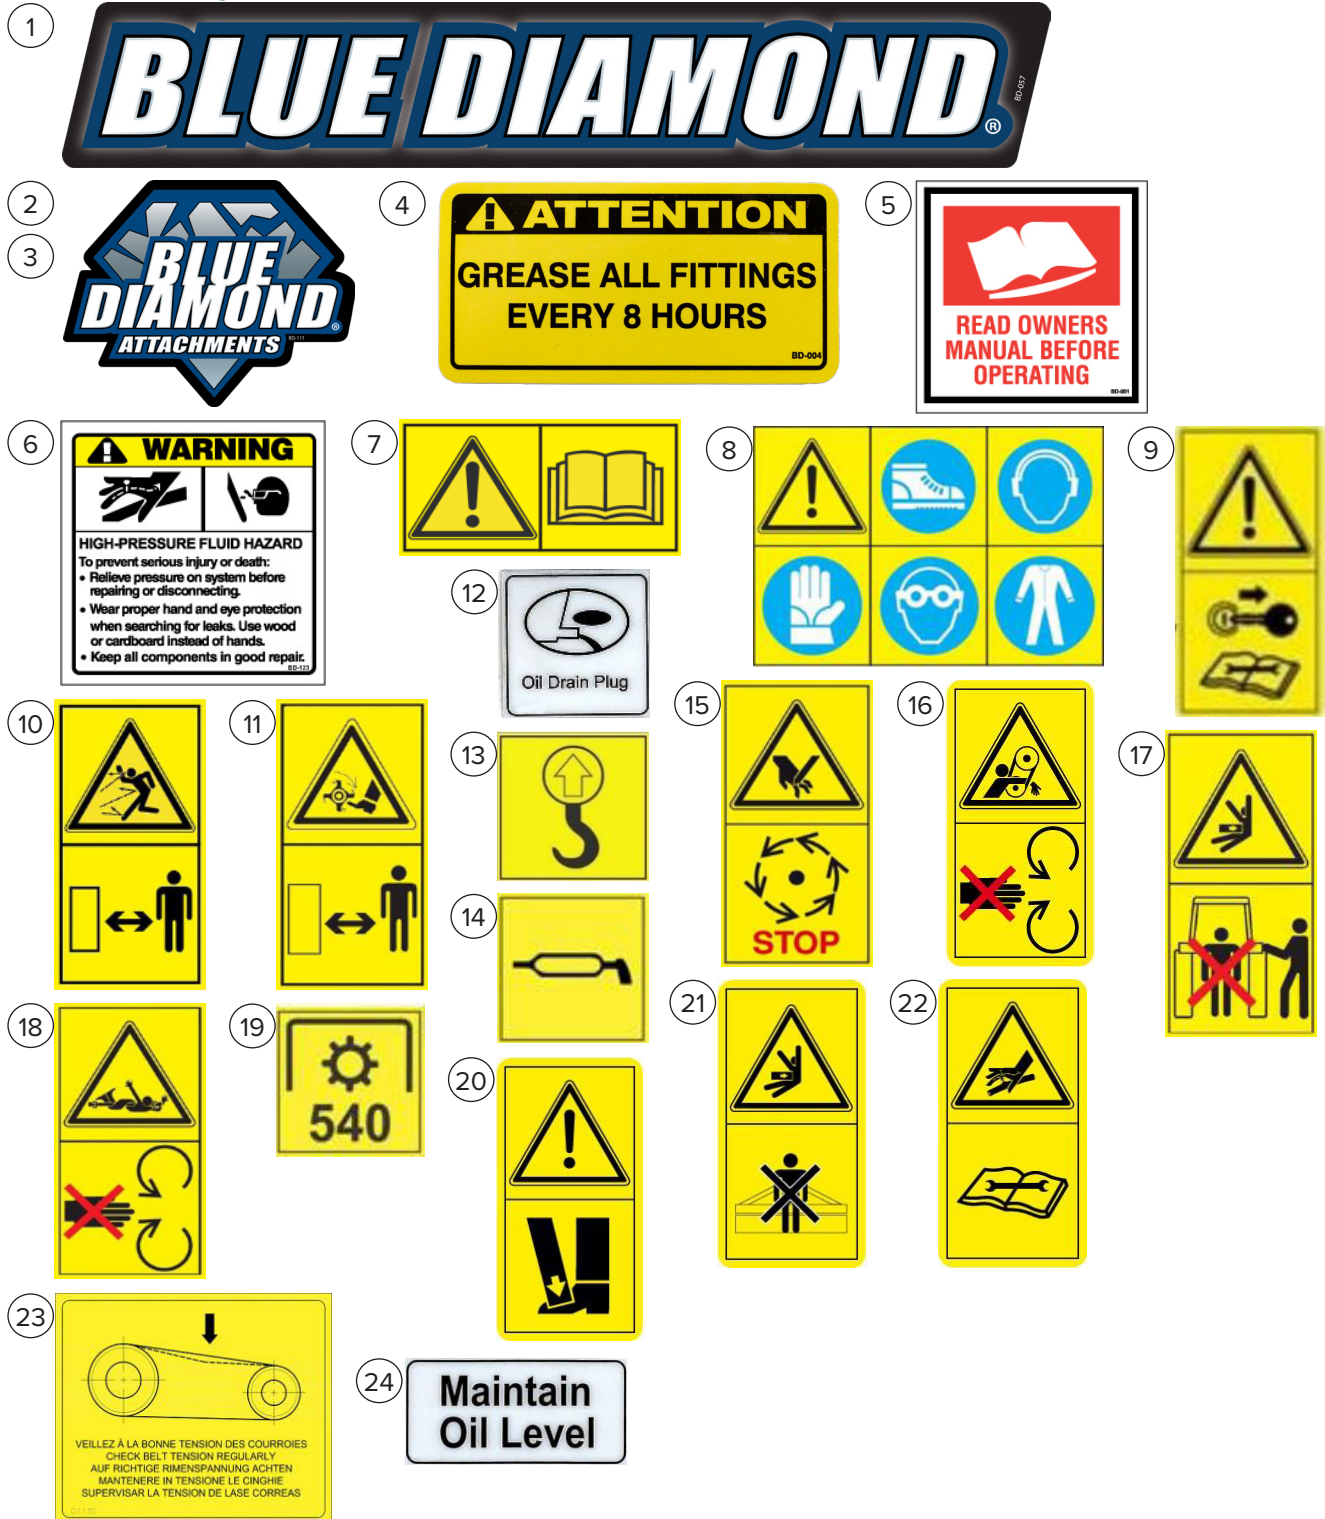 1
BLUE DIAMOND®
BD-057
2
3
BLUE
DIAMOND®
ATTACHMENTS
BD-111
4
ATTENTION
GREASE ALL FITTINGS
EVERY 8 HOURS
BD-004
5
READ OWNERS
MANUAL BEFORE
OPERATING
BD-001
6
WARNING
HIGH-PRESSURE FLUID HAZARD
To prevent serious injury or death:
• Relieve pressure on system before
repairing or disconnecting.
• Wear proper hand and eye protection
when searching for leaks. Use wood
or cardboard instead of hands.
• Keep all components in good repair.
BD-123
7
8
9
12
Oil Drain Plug
10
11
13
14
15
STOP
16
17
18
19
540
20
21
22
23
VEILLEZ À LA BONNE TENSION DES COURROIES
CHECK BELT TENSION REGULARLY
AUF RICHTIGE RIMENSPANNUNG ACHTEN
MANTENERE IN TENSIONE LE CINGHIE
SUPERVISAR LA TENSION DE LASE CORREAS
24
Maintain
Oil Level